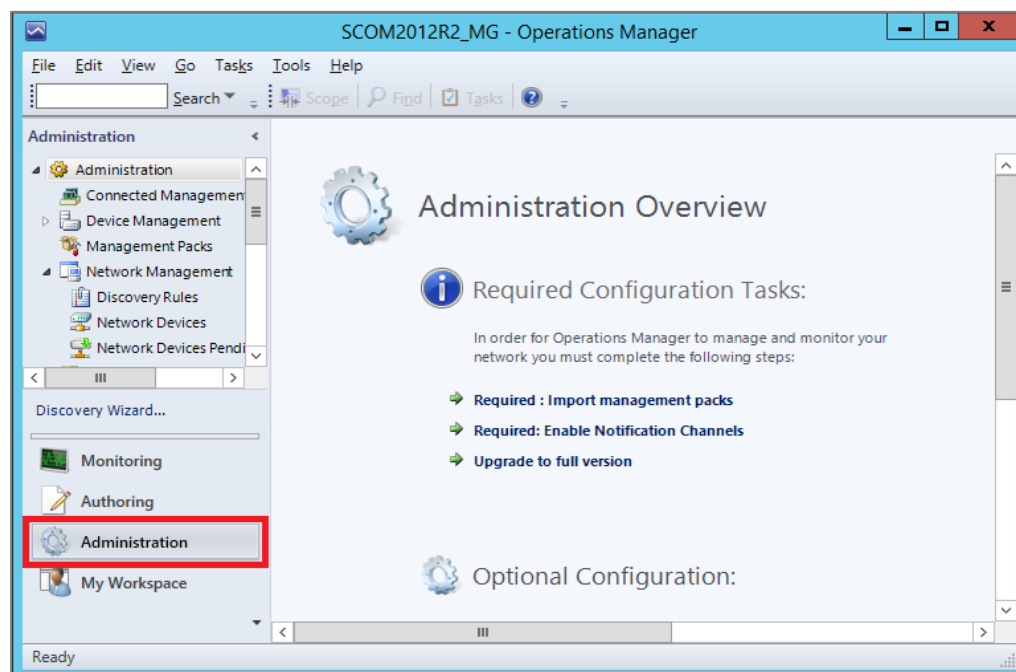 SCOM2012R2_MG - Operations Manager
File Edit View Go Tasks Tools Help
Search Scope Find Tasks
Administration
Administration
Connected Managemen
Device Management
Management Packs
Network Management
Discovery Rules
Network Devices
Network Devices Pendi
Discovery Wizard...
Monitoring
Authoring
Administration
My Workspace
Administration Overview
Required Configuration Tasks:
In order for Operations Manager to manage and monitor your
network you must complete the following steps:
Required : Import management packs
Required: Enable Notification Channels
Upgrade to full version
Optional Configuration:
Ready